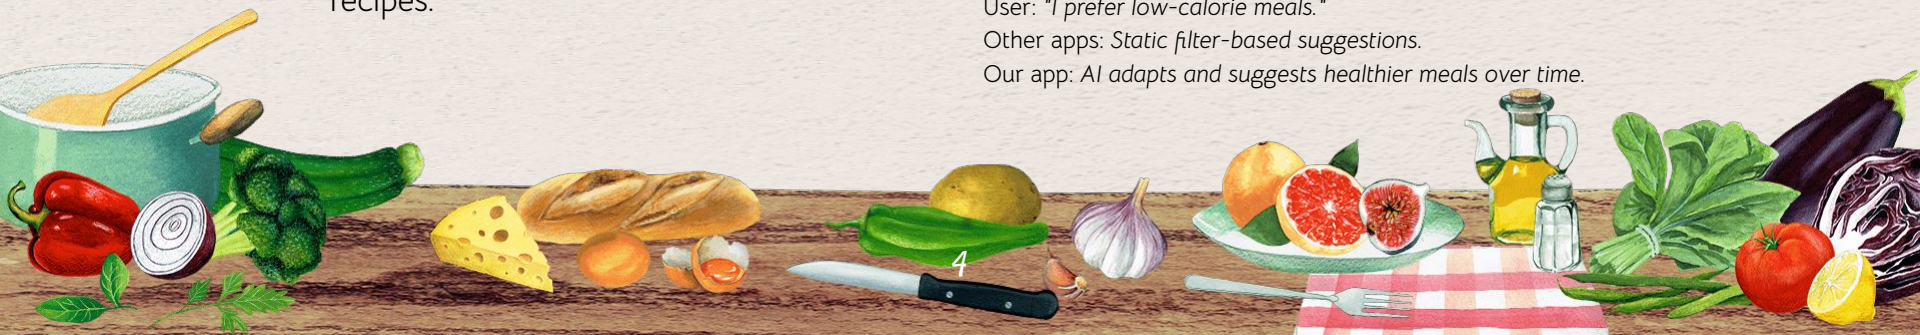 recipes.
User: "I prefer low-calorie meals."
Other apps: Static filter-based suggestions.
Our app: AI adapts and suggests healthier meals over time.
4